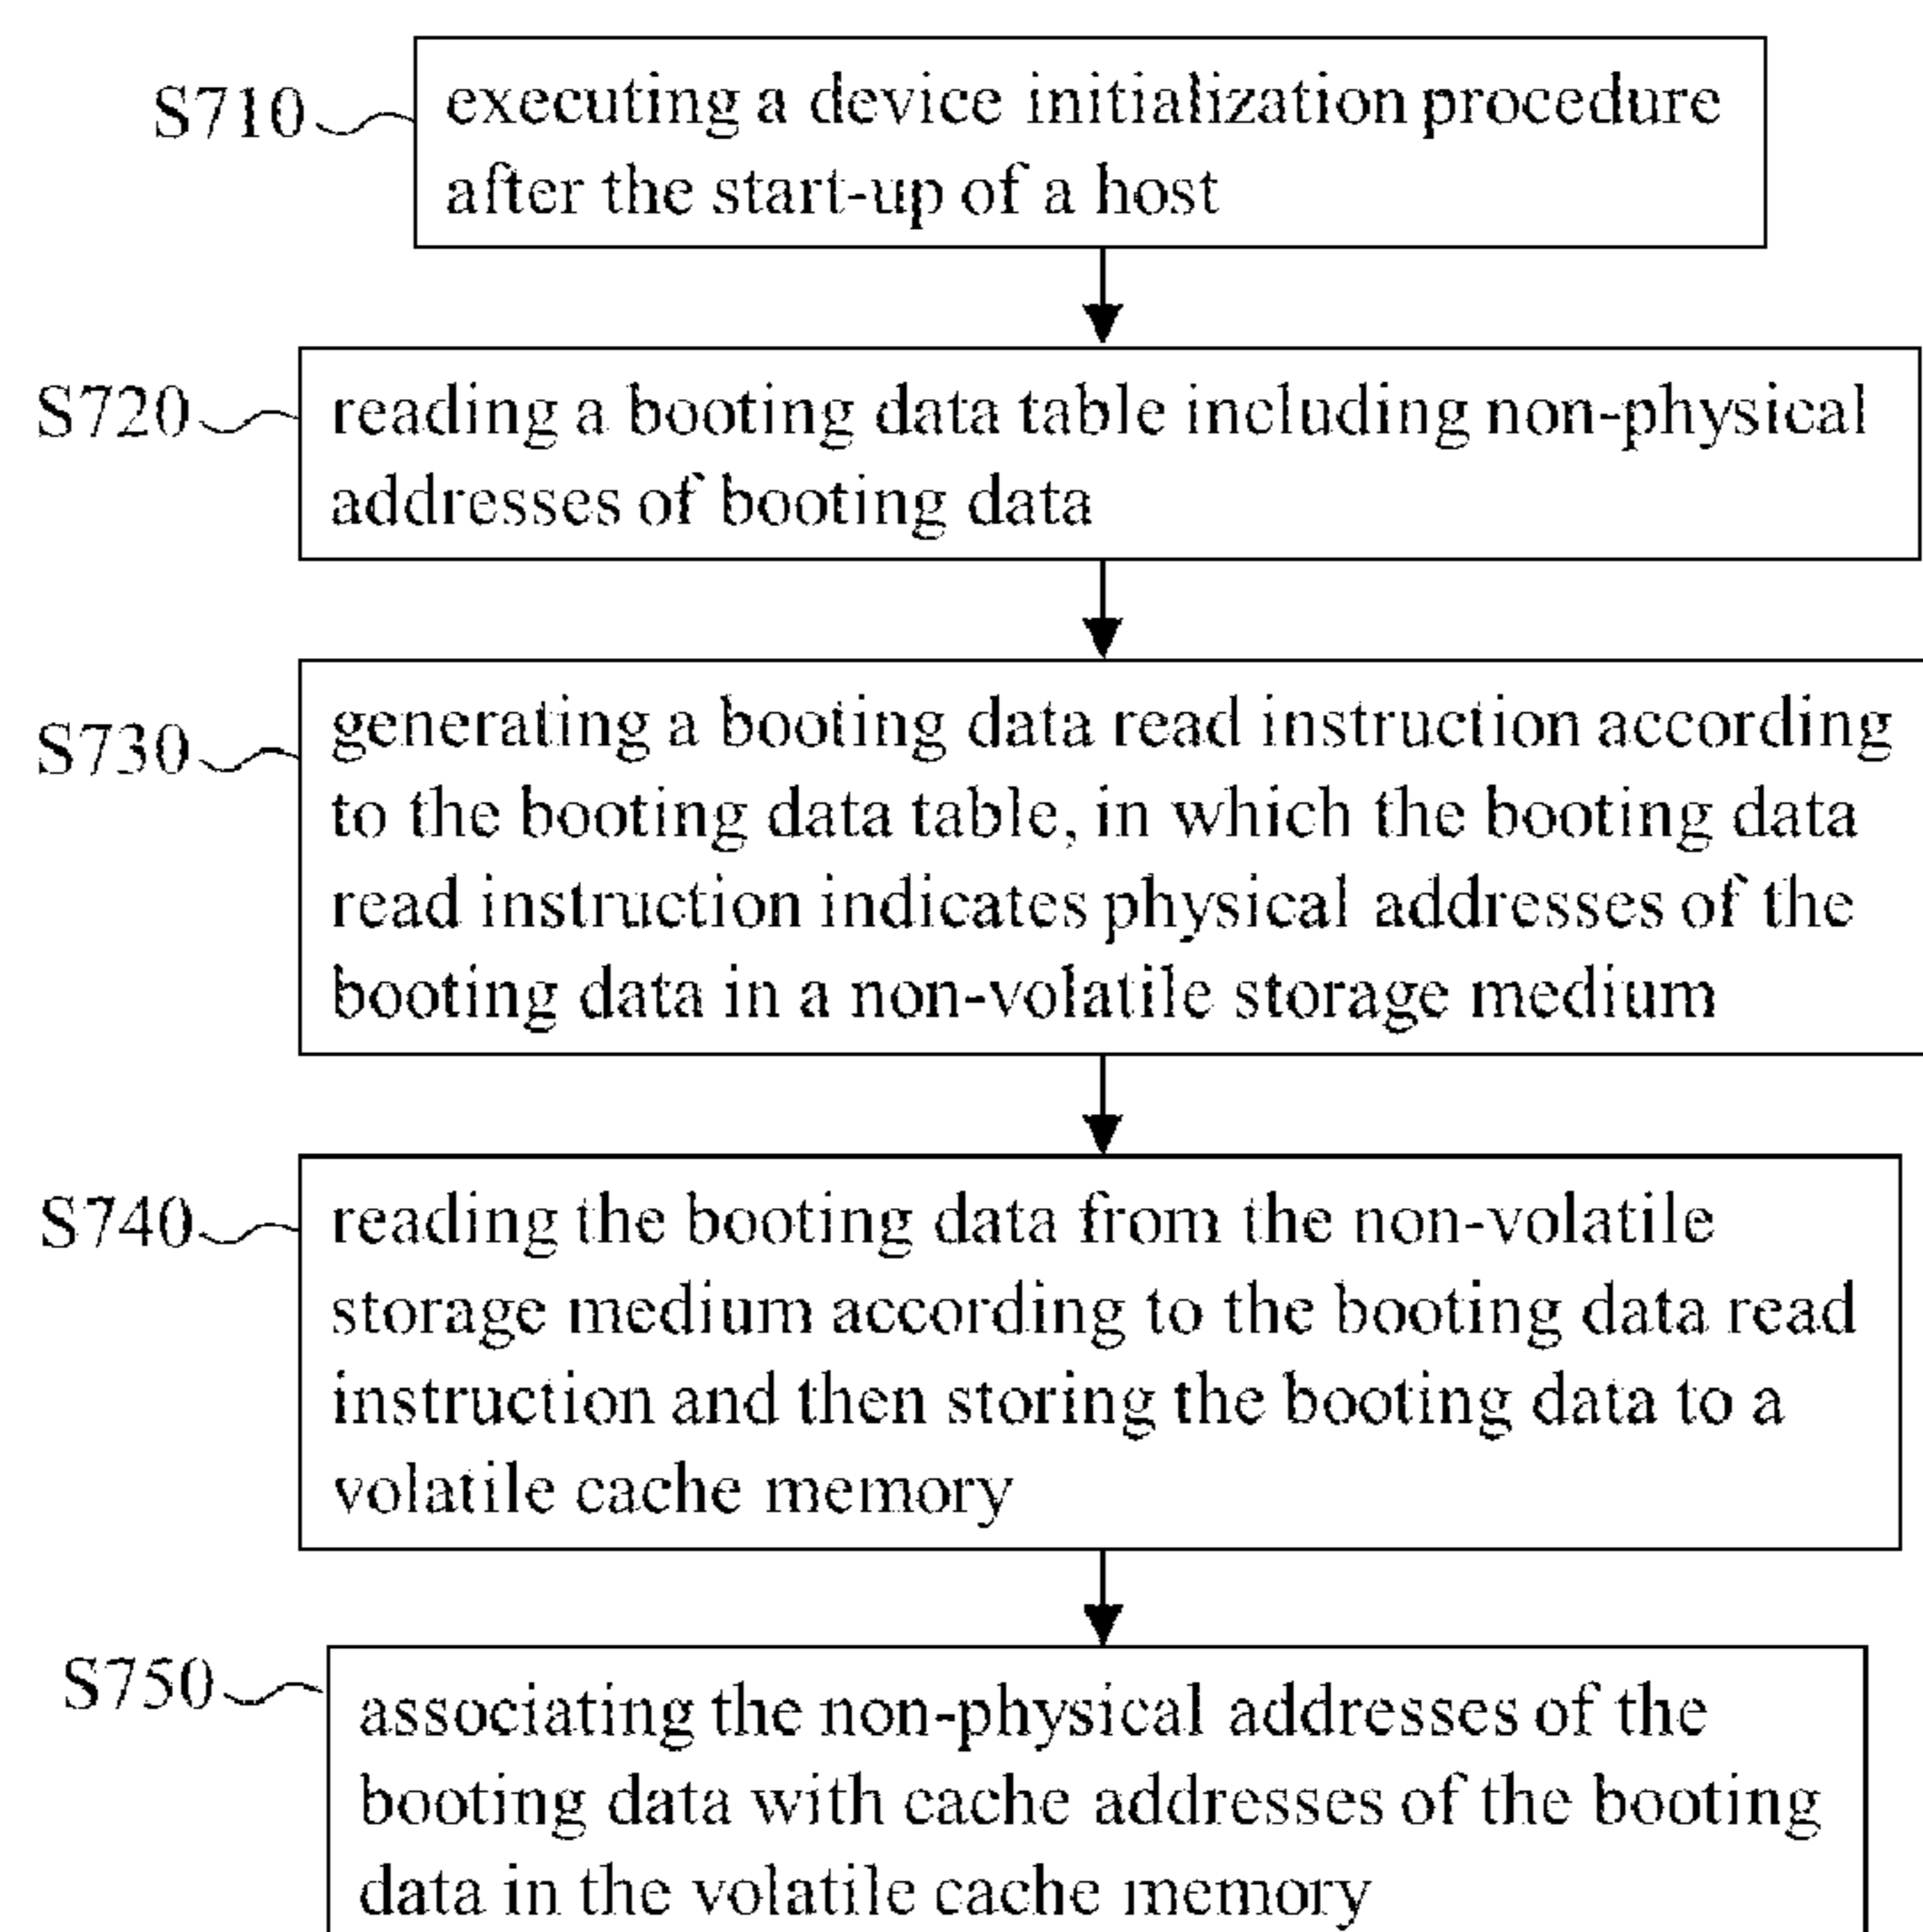 S710
executing a device initialization procedure
after the start-up of a host
S720
reading a booting data table including non-physical
addresses of booting data
S730
generating a booting data read instruction according
to the booting data table, in which the booting data
read instruction indicates physical addresses of the
booting data in a non-volatile storage medium
S740
reading the booting data from the non-volatile
storage medium according to the booting data read
instruction and then storing the booting data to a
volatile cache memory
S750
associating the non-physical addresses of the
booting data with cache addresses of the booting
data in the volatile cache memory